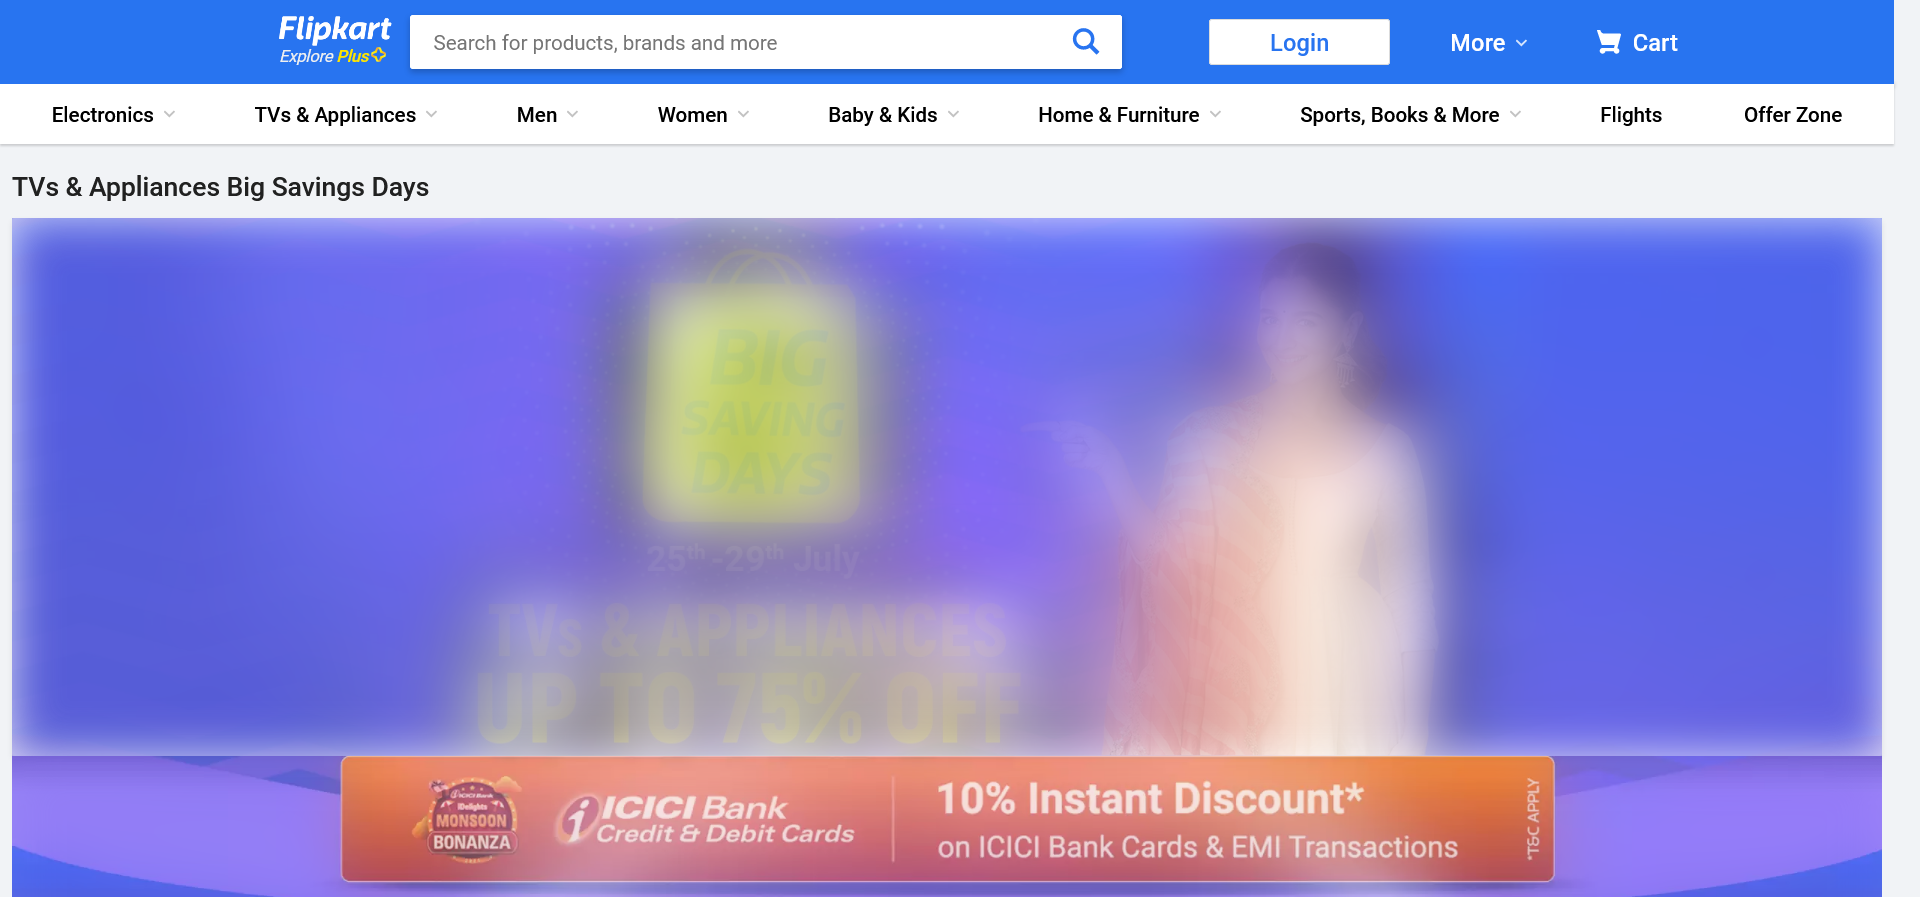 Flipkart
Explore Plus
Search for products, brands and more
Login
More
Cart
Electronics
TVs & Appliances
Men
Women
Baby & Kids
Home & Furniture
Sports, Books & More
Flights
Offer Zone
TVs & Appliances Big Savings Days
BIG
SAVING
DAYS
25th -29th July
TVs & APPLIANCES
UP TO 75% OFF
ICICI Bank
iDelights
MONSOON
BONANZA
ICICI Bank
Credit & Debit Cards
10% Instant Discount*
on ICICI Bank Cards & EMI Transactions
*T&C APPLY